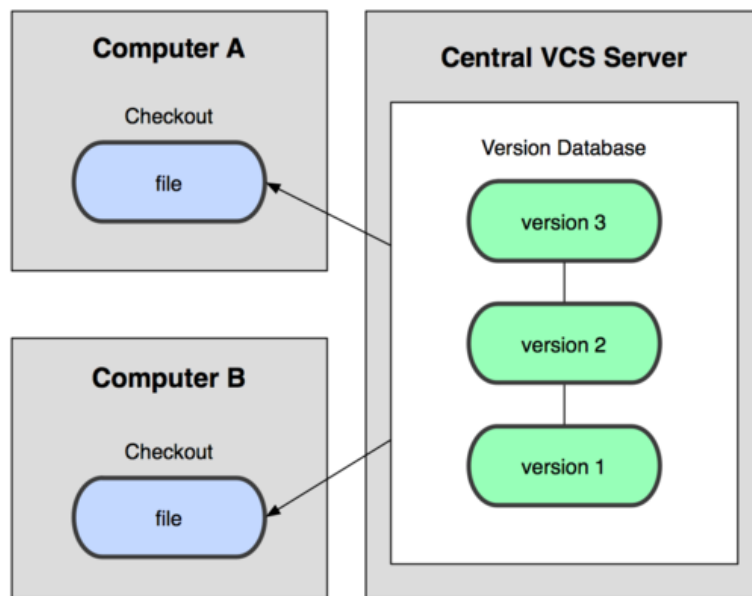 Computer A
Checkout
file
Computer B
Checkout
file
Central VCS Server
Version Database
version 3
version 2
version 1